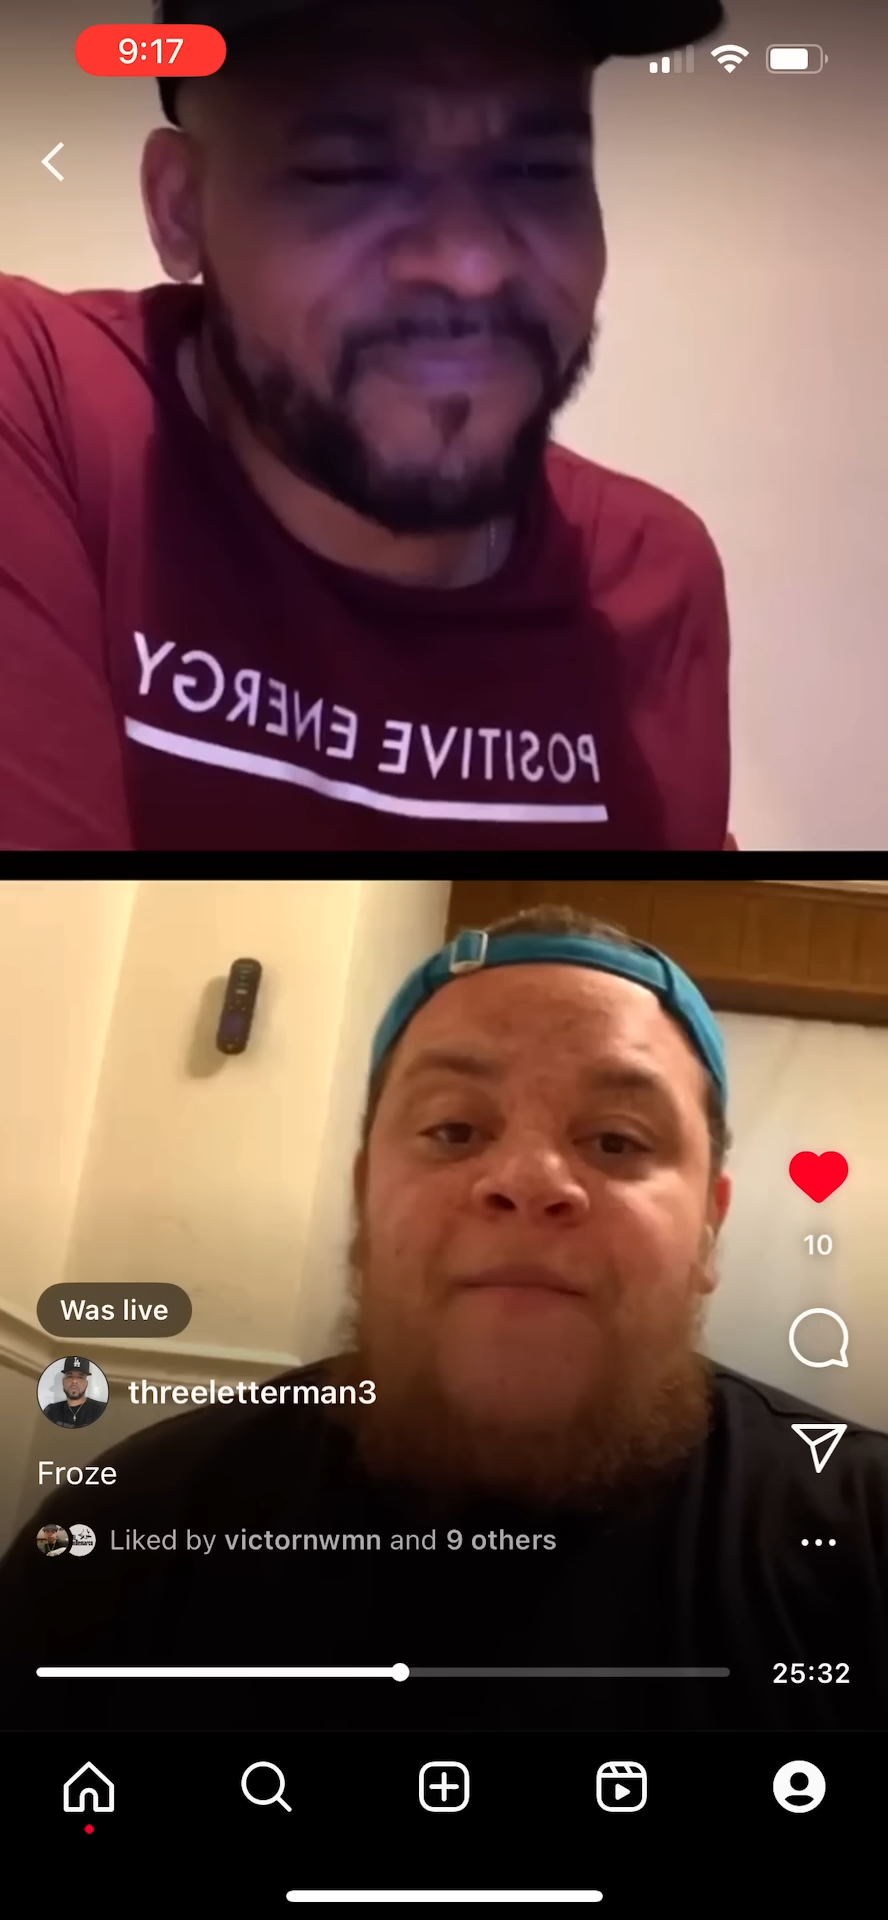 9:17
POSITIVE ENERGY
10
Was live
threeletterman3
Froze
Liked by victornwmn and 9 others
25:32